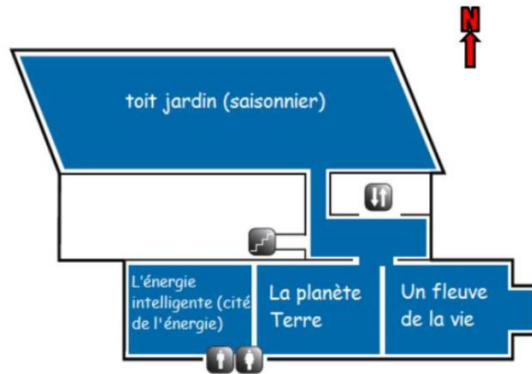 N
toit jardin (saisonnier)
L'énergie
intelligente (cité
de l'énergie)
La planète
Terre
Un fleuve
de la vie